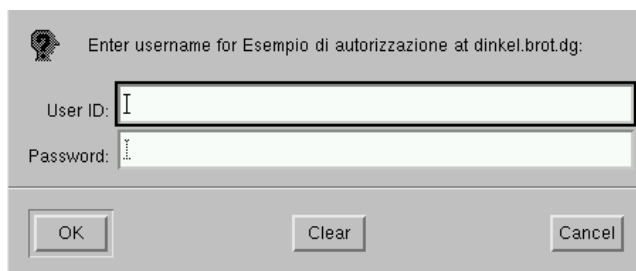 Enter username for Esempio di autorizzazione at dinkel.brot.dg:
User ID:
Password:
OK Clear Cancel